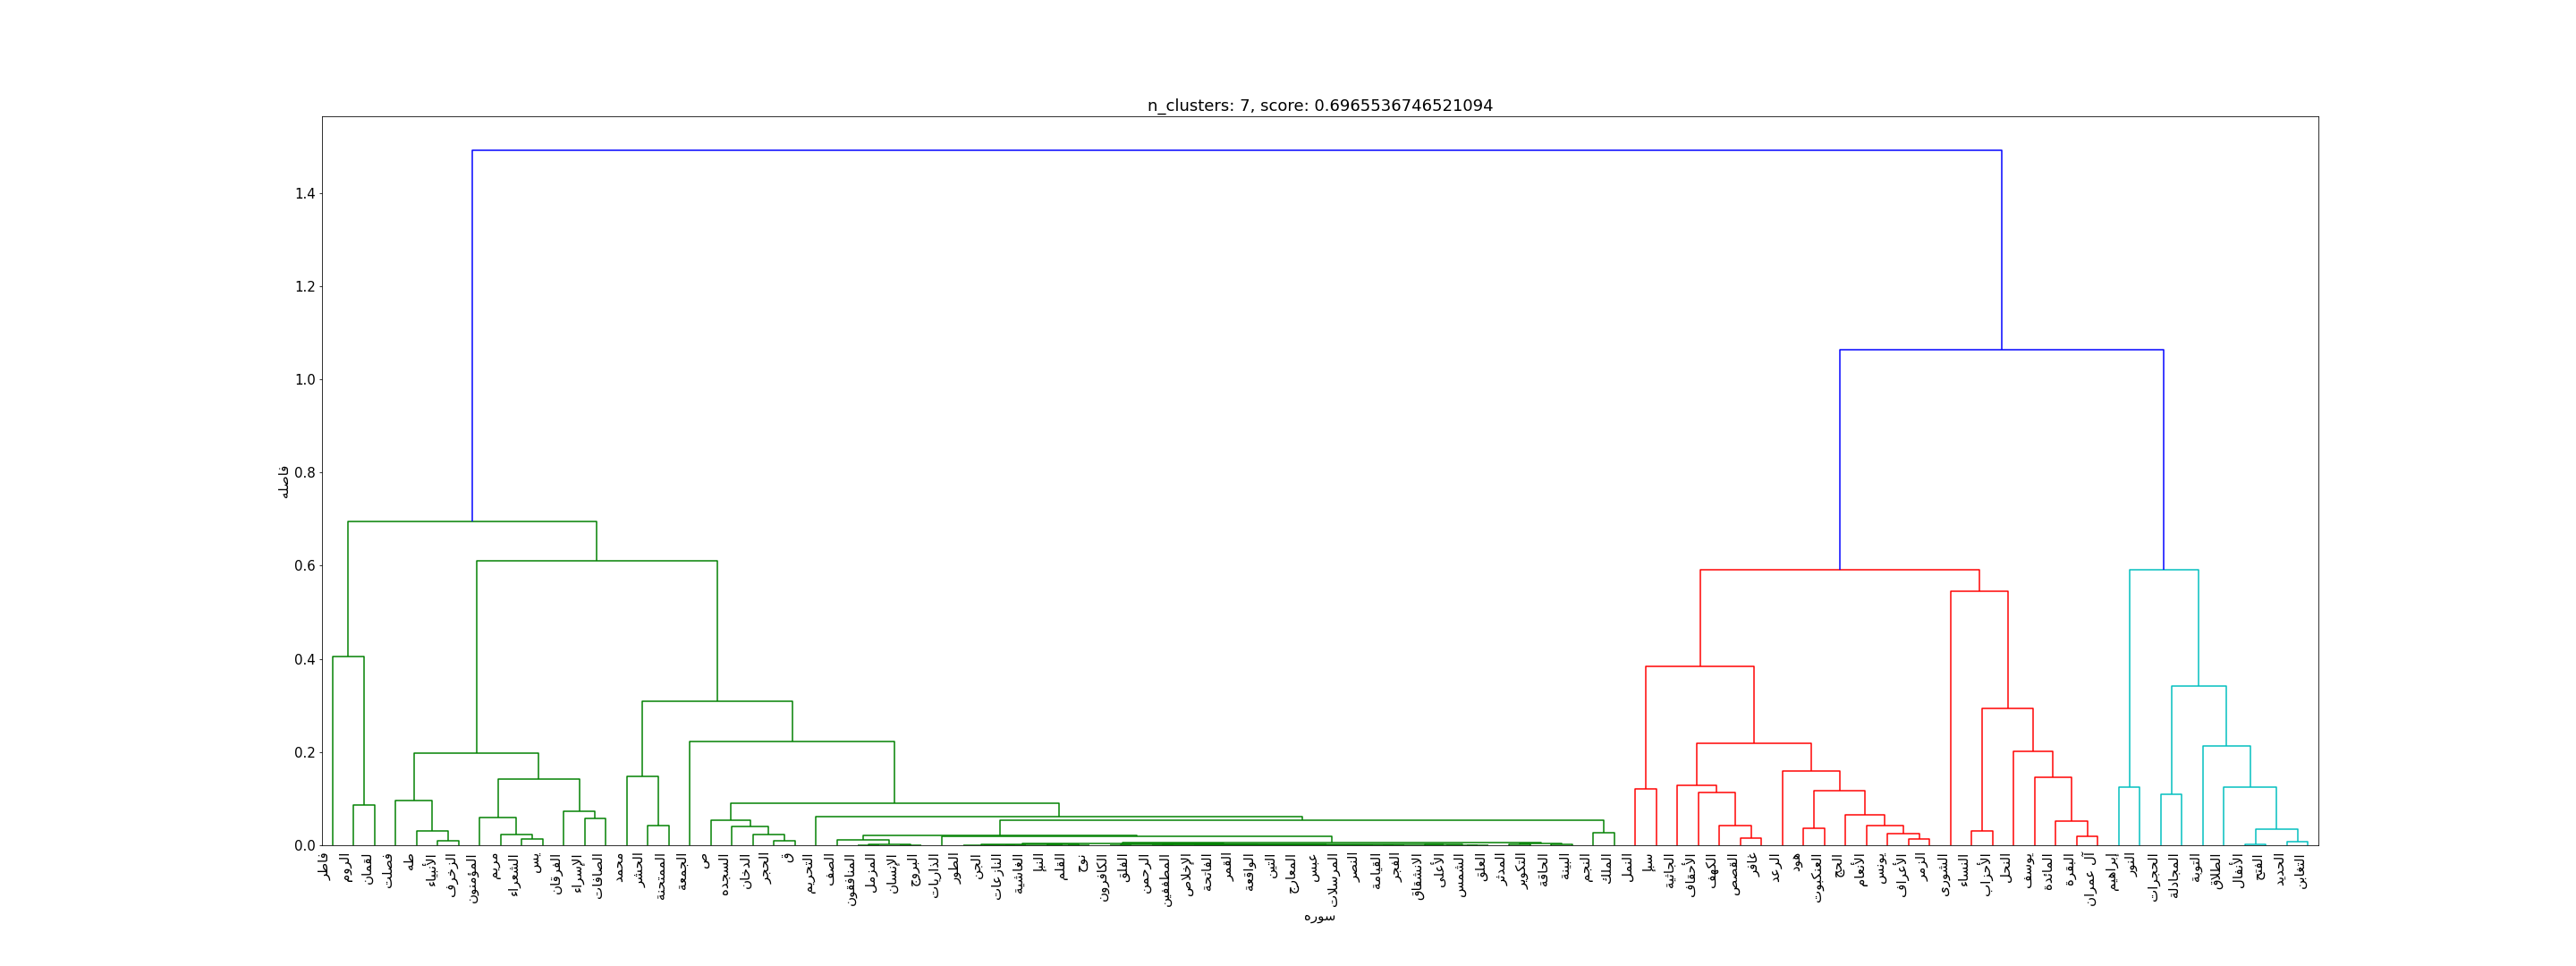 n_clusters: 7, score: 0.6965536746521094
1.4
1.2
1.0
0.8
0.6
0.4
0.2
0.0
فاصله
فاطر
الروم
لقمان
فصلت
طه
الأنبياء
الزخرف
المؤمنون
مريم
الشعراء
يس
الفرقان
الإسراء
الصافات
محمد
الحشر
الممتحنة
الجمعة
ص
السجده
الدخان
الحجر
ق
التحريم
الصف
المنافقون
المزمل
الإنسان
البروج
الذاريات
الطور
الجن
النازعات
الغاشية
النبإ
القلم
نوح
الكافرون
الفلق
الرحمن
المطففين
الإخلاص
الفاتحة
القمر
الواقعة
التين
المعارج
عبس
المرسلات
النصر
القيامة
الفجر
الانشقاق
الأعلى
الشمس
العلق
المدثر
التكوير
الحاقة
البينة
النجم
الملك
النمل
سبإ
الجاثية
الأحقاف
الكهف
القصص
غافر
الرعد
هود
العنكبوت
الحج
الأنعام
يونس
الأعراف
الزمر
الشورى
النساء
الأحزاب
النحل
يوسف
المائدة
البقرة
آل عمران
إبراهيم
النور
الحجرات
المجادلة
التوبة
الطلاق
الأنفال
الفتح
الحديد
التغابن
سوره